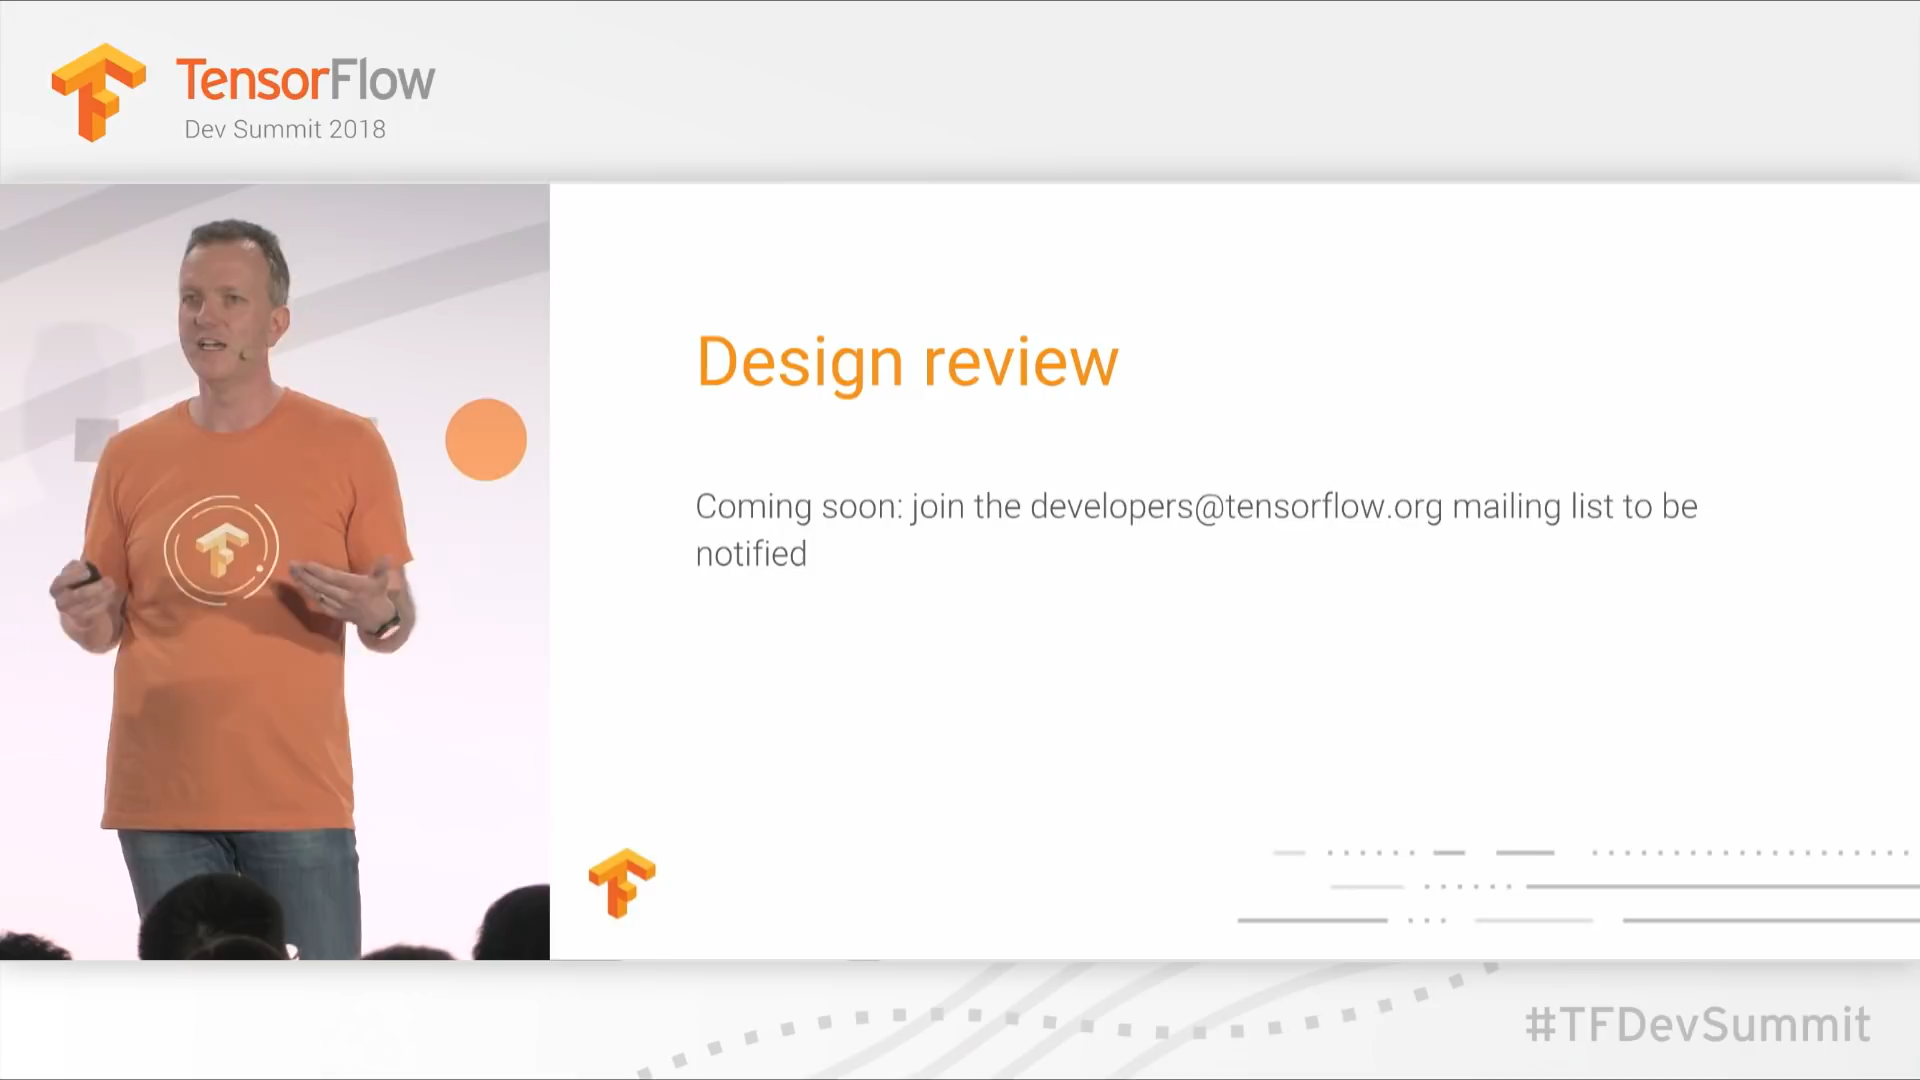 TensorFlow
Dev Summit 2018
Design review
Coming soon: join the developers@tensorflow.org mailing list to be
notified
#TFDevSummit